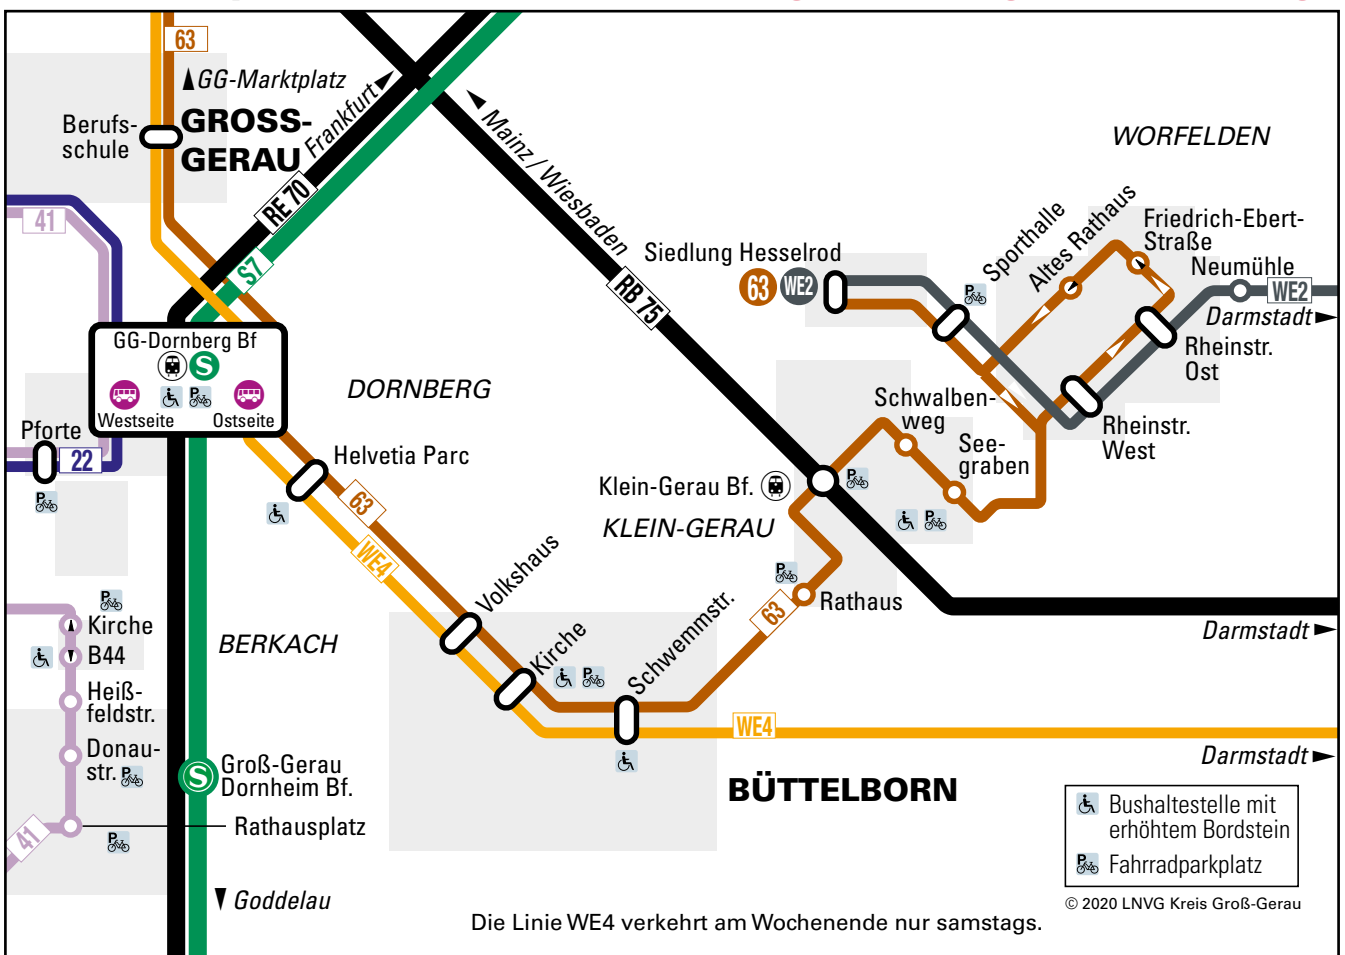 63
GG-Marktplatz
Berufs-
schule
GROSS-
GERAU
Frankfurt
Mainz / Wiesbaden
WORFELDEN
41
RE 70
S7
RB 75
Siedlung Hesselrod
63
WE2
Sporthalle
Altes Rathaus
Friedrich-Ebert-
Straße
Neumühle
WE2
Darmstadt
Rheinstr.
Ost
Rheinstr.
West
GG-Dornberg Bf
S
Westseite
Ostseite
DORNBERG
Pforte
22
P
Helvetia Parc
63
WE4
Schwalben-
weg
See-
graben
Klein-Gerau Bf.
P
KLEIN-GERAU
P
Volkshaus
Kirche
P
Schwemmstr.
63
P
Rathaus
Darmstadt
P
Kirche
B44
Heiß-
feldstr.
Donau-
str.
P
BERKACH
S
Groß-Gerau
Dornheim Bf.
Rathausplatz
41
P
Goddelau
WE4
Darmstadt
BÜTTELBORN
Bushaltestelle mit
erhöhtem Bordstein
P
Fahrradparkplatz
© 2020 LNVG Kreis Groß-Gerau
Die Linie WE4 verkehrt am Wochenende nur samstags.